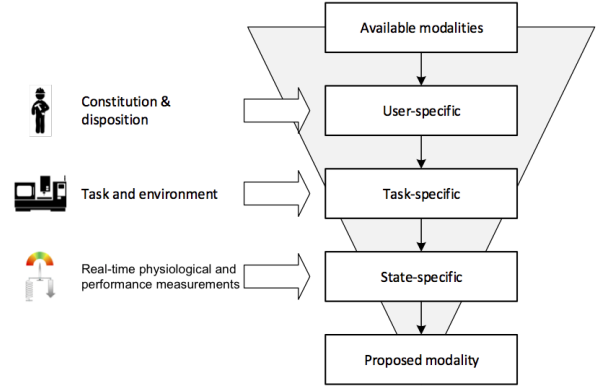 Available modalities
Constitution &
disposition
User-specific
Task and environment
Task-specific
Real-time physiological and
performance measurements
State-specific
Proposed modality